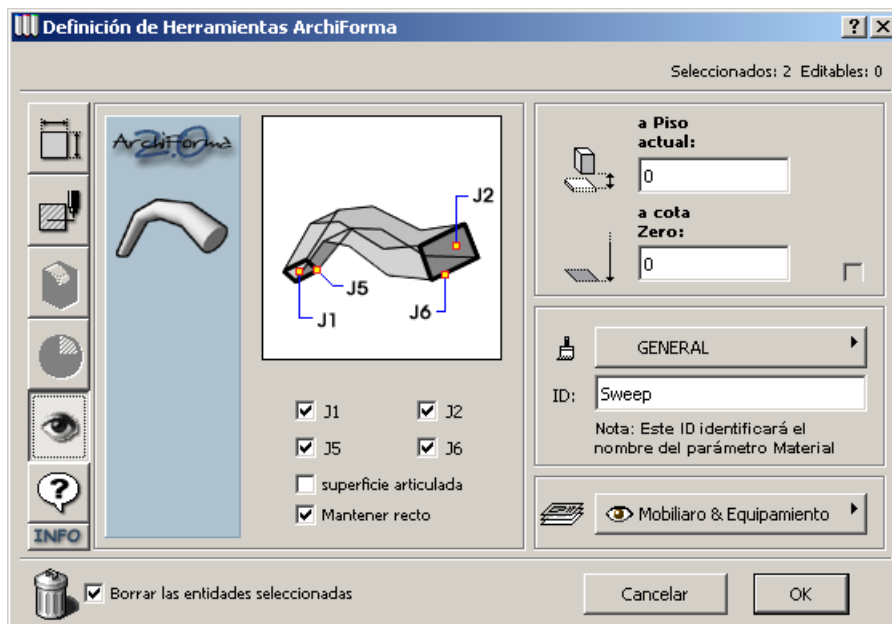 Definición de Herramientas ArchiForma
Seleccionados: 2 Editables: 0
ArchiForma
2.0
J2
J5
J1
J6
J1
J2
J5
J6
superficie articulada
Mantener recto
a Piso
actual:
0
a cota
Zero:
0
GENERAL
ID:
Sweep
Nota: Este ID identificará el
nombre del parámetro Material
Mobiliaro & Equipamiento
INFO
Borrar las entidades seleccionadas
Cancelar
OK